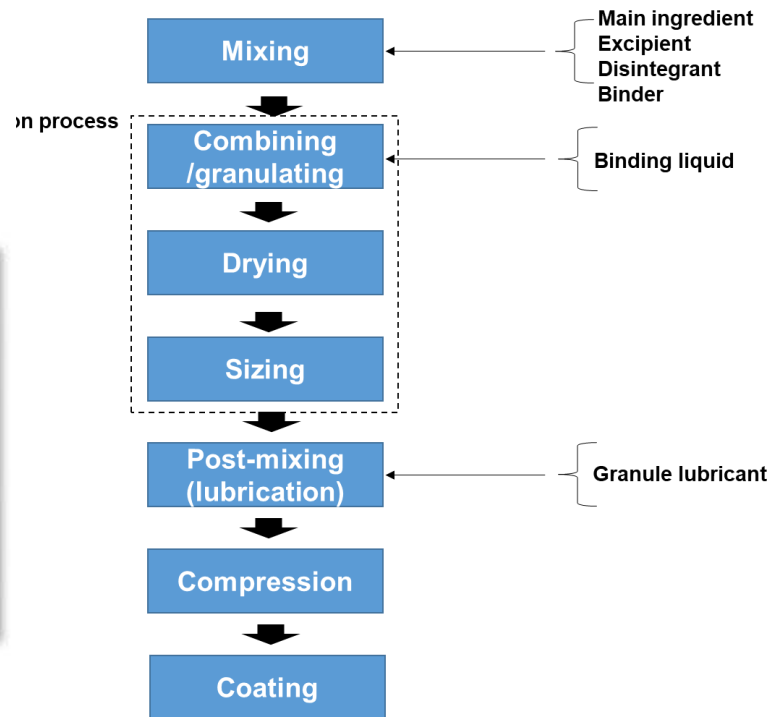 Mixing
Main ingredient
Excipient
Disintegrant
Binder
process
Combining
/granulating
Binding liquid
Drying
Sizing
Post-mixing
(lubrication)
Granule lubricant
Compression
Coating